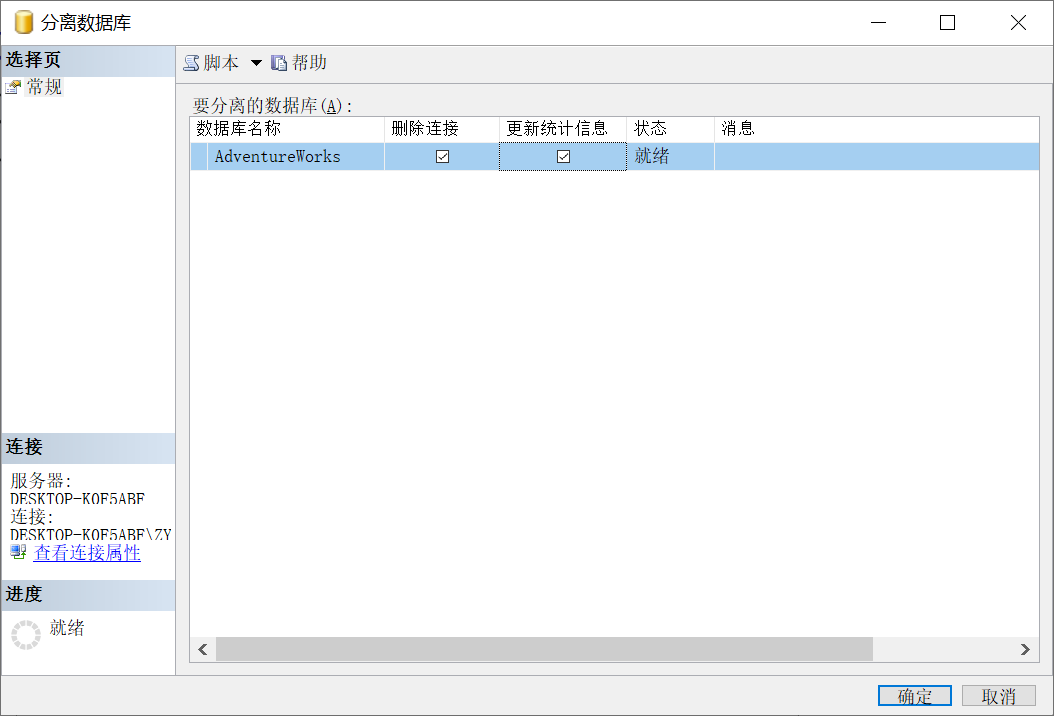 分离数据库
选择页
常规
脚本 帮助
要分离的数据库(A):
数据库名称 删除连接 更新统计信息 状态 消息
AdventureWorks 就绪
连接
服务器:
DESKTOP-K0F5ABF
连接:
DESKTOP-K0F5ABF\ZY
查看连接属性
进度
就绪
确定 取消